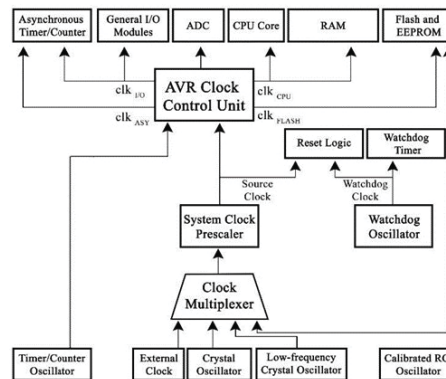 Asynchronous
Timer/Counter
General I/O
Modules
ADC
CPU Core
RAM
Flash and
EEPROM
clk I/O
AVR Clock
Control Unit
clk CPU
clk ASY
clk FLASH
Reset Logic
Watchdog
Timer
Source
Clock
Watchdog
Clock
System Clock
Prescaler
Watchdog
Oscillator
Clock
Multiplexer
Timer/Counter
Oscillator
External
Clock
Crystal
Oscillator
Low-frequency
Crystal Oscillator
Calibrated RC
Oscillator